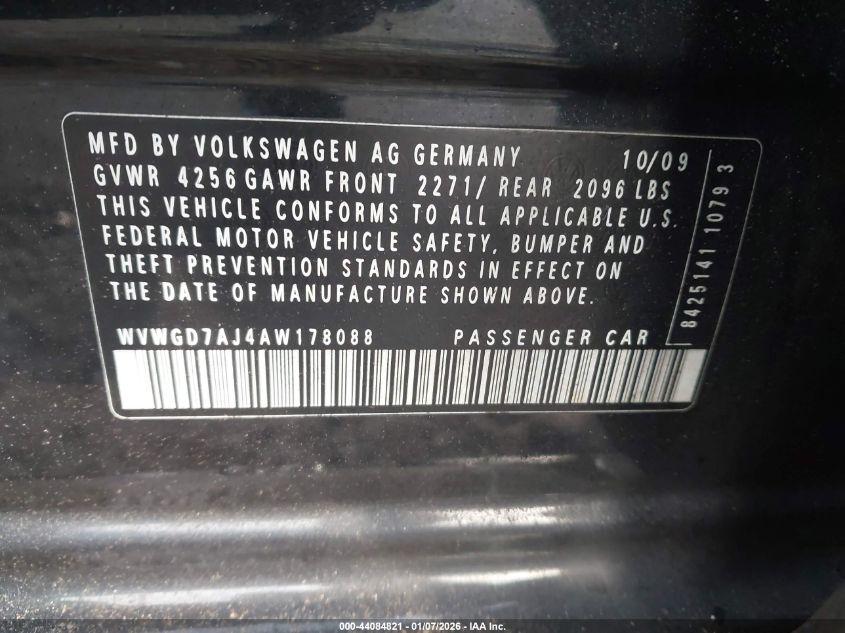 MFD BY VOLKSWAGEN AG GERMANY 10/09
GVWR 4256 GAWR FRONT 2271/ REAR 2096 LBS
THIS VEHICLE CONFORMS TO ALL APPLICABLE U.S.
FEDERAL MOTOR VEHICLE SAFETY, BUMPER AND
THEFT PREVENTION STANDARDS IN EFFECT ON
THE DATE OF MANUFACTURE SHOWN ABOVE.
WVWGD7AJ4AW178088 PASSENGER CAR
8425141 1079 3
000-44084821 - 01/07/2026 - IAA Inc.